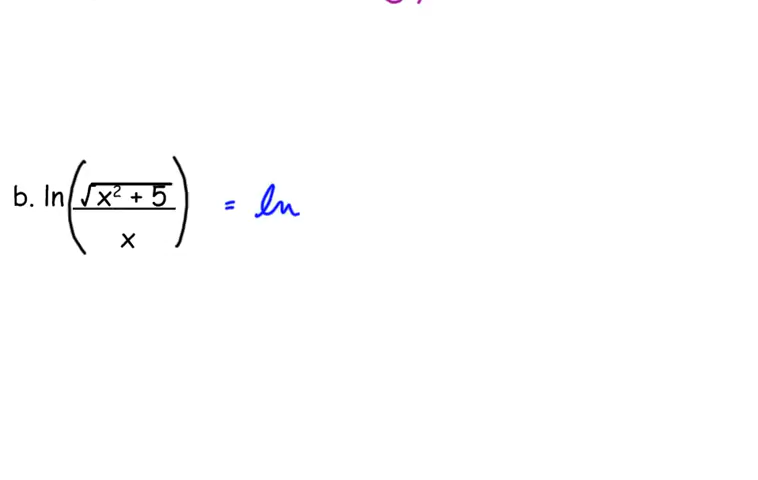 b. ln(√(x² + 5) / x) = ln